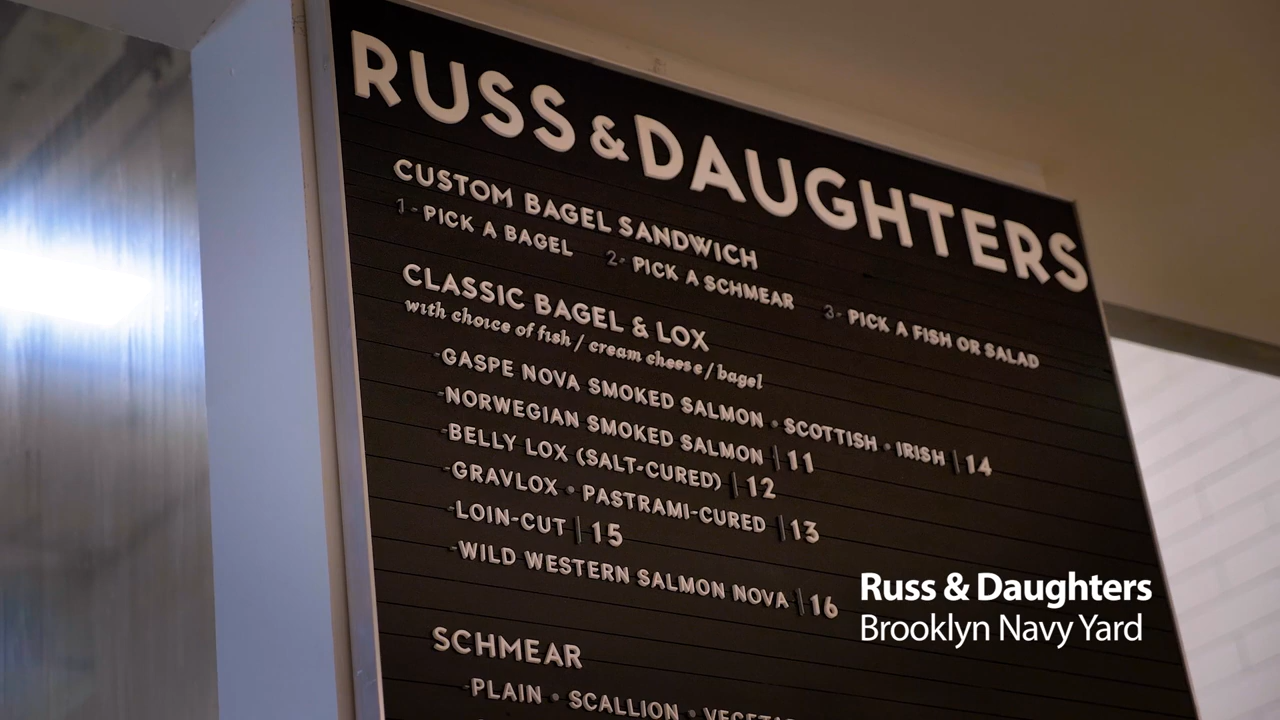 RUSS & DAUGHTERS
CUSTOM BAGEL SANDWICH
1- PICK A BAGEL 2- PICK A SCHMEAR 3- PICK A FISH OR SALAD
CLASSIC BAGEL & LOX
with choice of fish / cream cheese / bagel
-GASPE NOVA SMOKED SALMON • SCOTTISH • IRISH | 14
-NORWEGIAN SMOKED SALMON | 11
-BELLY LOX (SALT-CURED) | 12
-GRAVLOX • PASTRAMI-CURED | 13
-LOIN-CUT | 15
-WILD WESTERN SALMON NOVA | 16
SCHMEAR
-PLAIN • SCALLION •
Russ & Daughters
Brooklyn Navy Yard